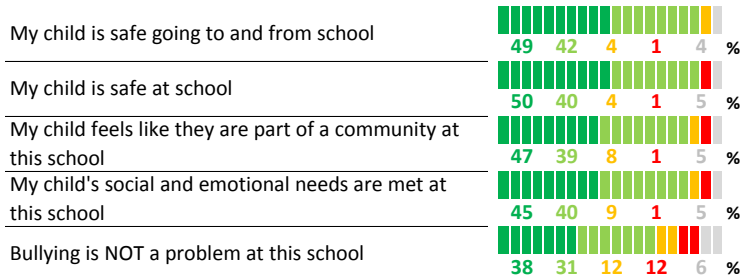 My child is safe going to and from school
49 42 4 1 4 %
My child is safe at school
50 40 4 1 5 %
My child feels like they are part of a community at
this school
47 39 8 1 5 %
My child's social and emotional needs are met at
this school
45 40 9 1 5 %
Bullying is NOT a problem at this school
38 31 12 12 6 %